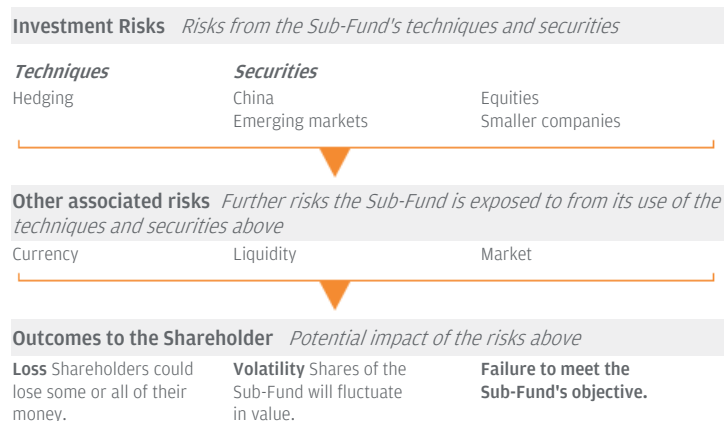 Investment Risks Risks from the Sub-Fund's techniques and securities
Techniques Securities
Hedging China Equities
Emerging markets Smaller companies
Other associated risks Further risks the Sub-Fund is exposed to from its use of the
techniques and securities above
Currency Liquidity Market
Outcomes to the Shareholder Potential impact of the risks above
Loss Shareholders could
lose some or all of their
money.
Volatility Shares of the
Sub-Fund will fluctuate
in value.
Failure to meet the
Sub-Fund's objective.